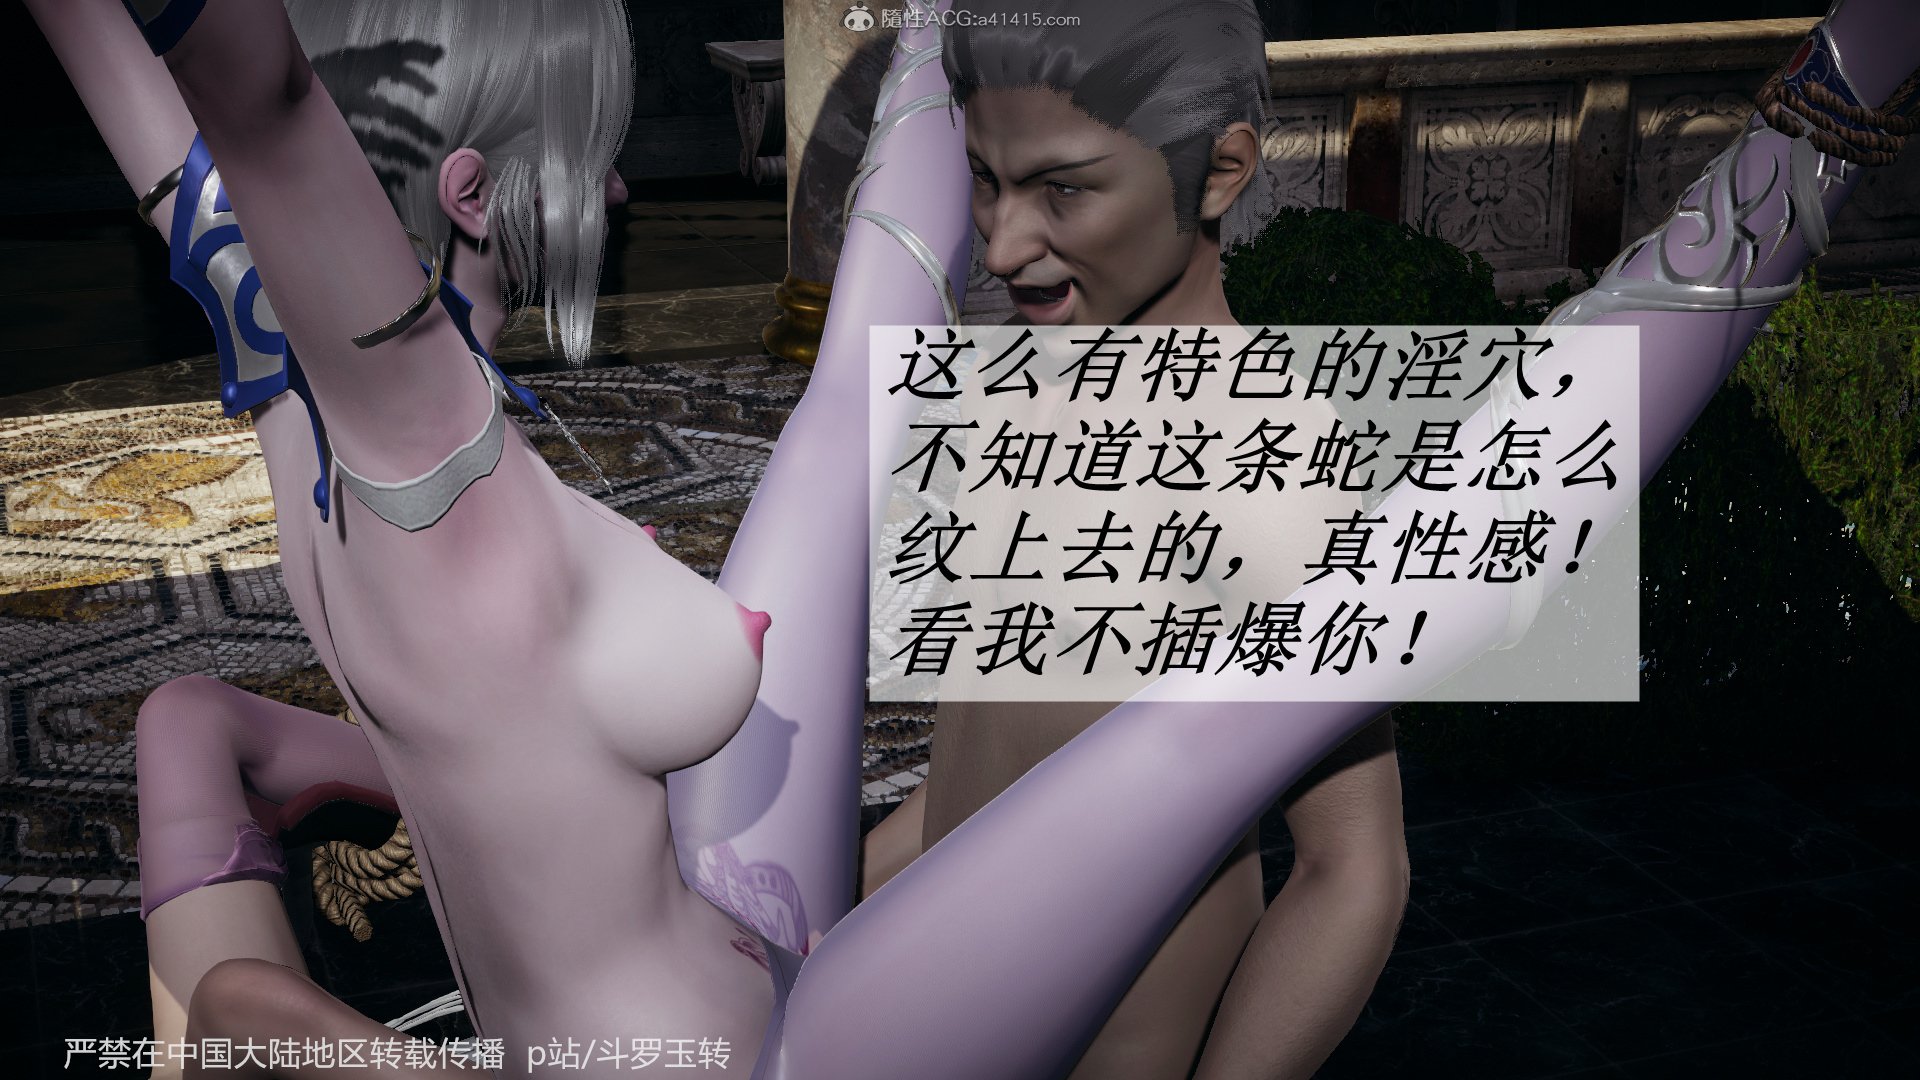 隨性ACG:a41415.com
这么有特色的淫穴，
不知道这条蛇是怎么
纹上去的，真性感！
看我不插爆你！
严禁在中国大陆地区转载传播 p站/斗罗玉转